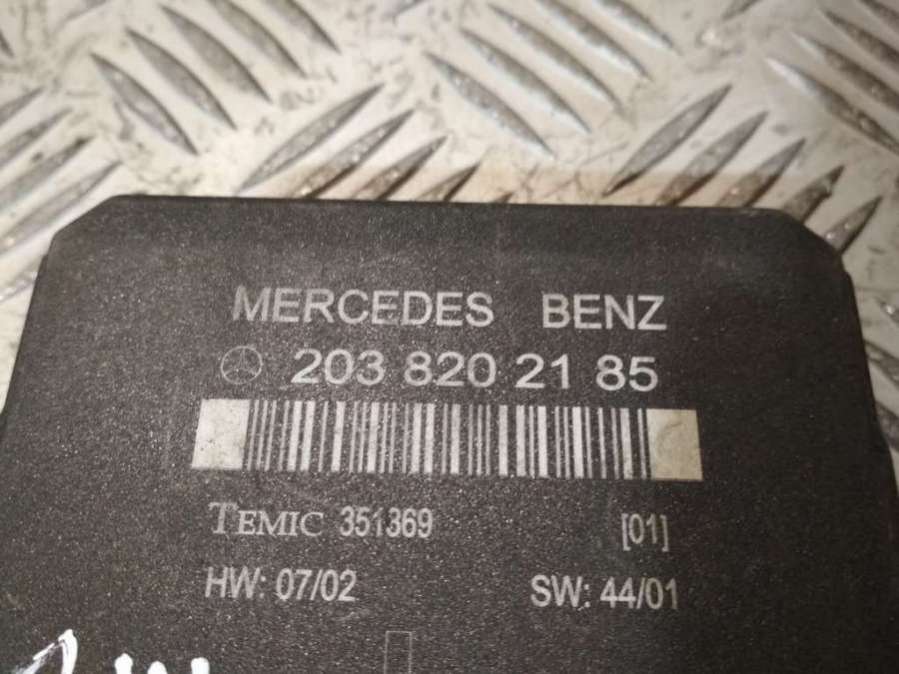 MERCEDES BENZ
203 820 21 85
TEMIC 351369 [01]
HW: 07/02 SW: 44/01